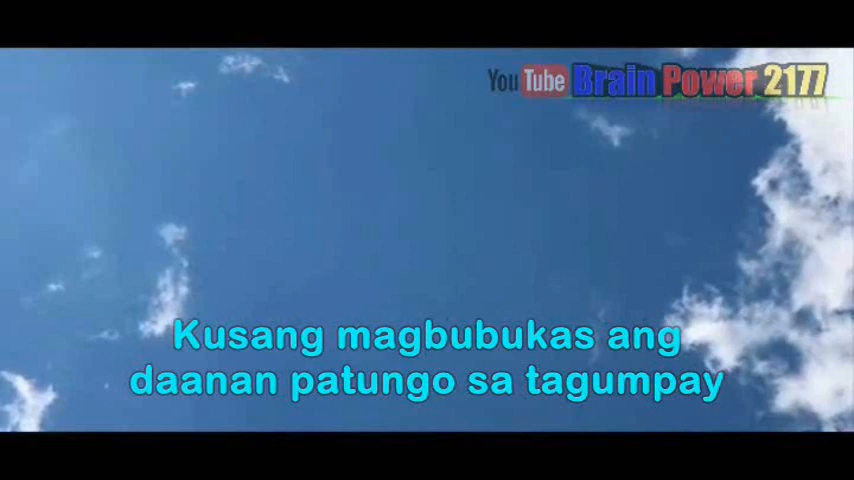 YouTube Brain Power 2177
Kusang magbubukas ang
daanan patungo sa tagumpay